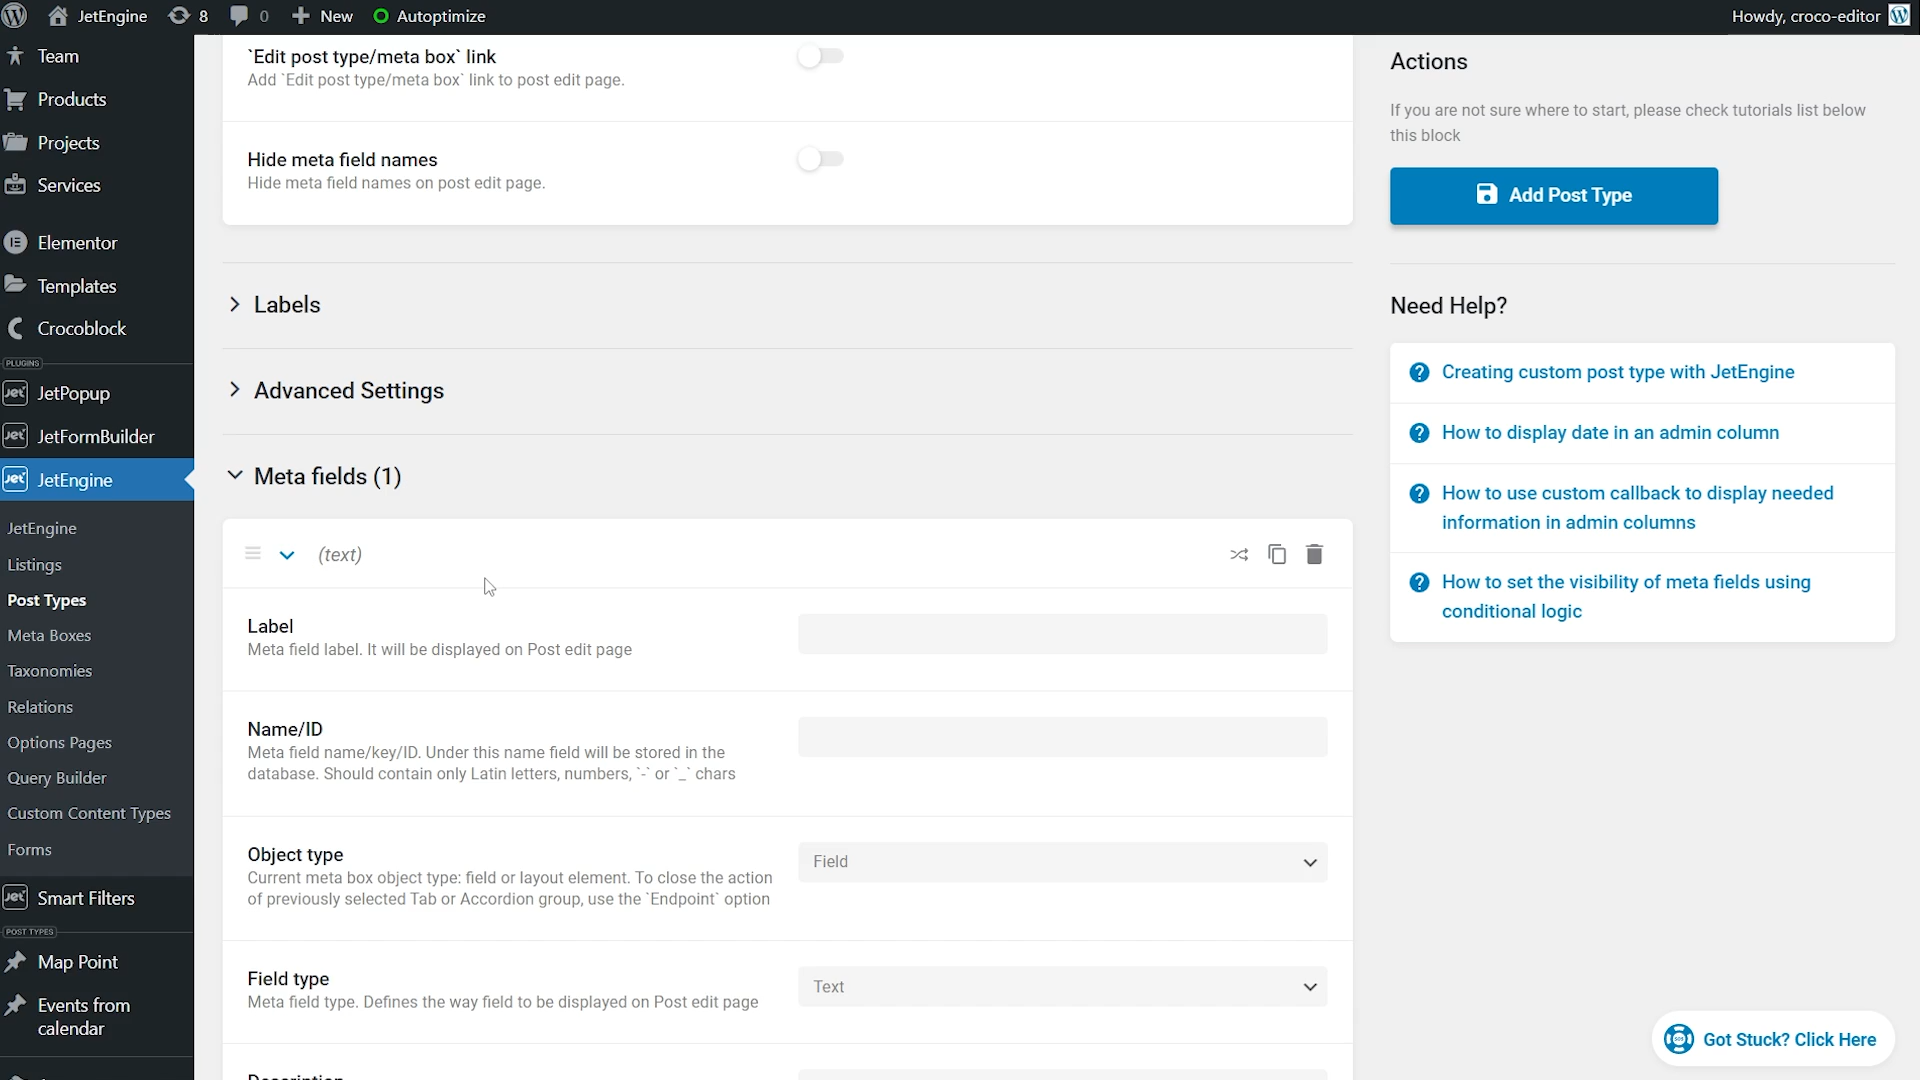 JetEngine 8 0 New Autoptimize Howdy, croco-editor
Team
Products
Projects
Services
Elementor
Templates
Crocoblock
PLUGINS
JetPopup
JetFormBuilder
JetEngine
JetEngine
Listings
Post Types
Meta Boxes
Taxonomies
Relations
Options Pages
Query Builder
Custom Content Types
Forms
Smart Filters
POST TYPES
Map Point
Events from
calendar
`Edit post type/meta box` link
Add `Edit post type/meta box` link to post edit page.
Hide meta field names
Hide meta field names on post edit page.
Labels
Advanced Settings
Meta fields (1)
(text)
Label
Meta field label. It will be displayed on Post edit page
Name/ID
Meta field name/key/ID. Under this name field will be stored in the
database. Should contain only Latin letters, numbers, `-` or `_` chars
Object type
Current meta box object type: field or layout element. To close the action
of previously selected Tab or Accordion group, use the `Endpoint` option
Field
Field type
Meta field type. Defines the way field to be displayed on Post edit page
Text
Actions
If you are not sure where to start, please check tutorials list below
this block
Add Post Type
Need Help?
Creating custom post type with JetEngine
How to display date in an admin column
How to use custom callback to display needed
information in admin columns
How to set the visibility of meta fields using
conditional logic
Got Stuck? Click Here